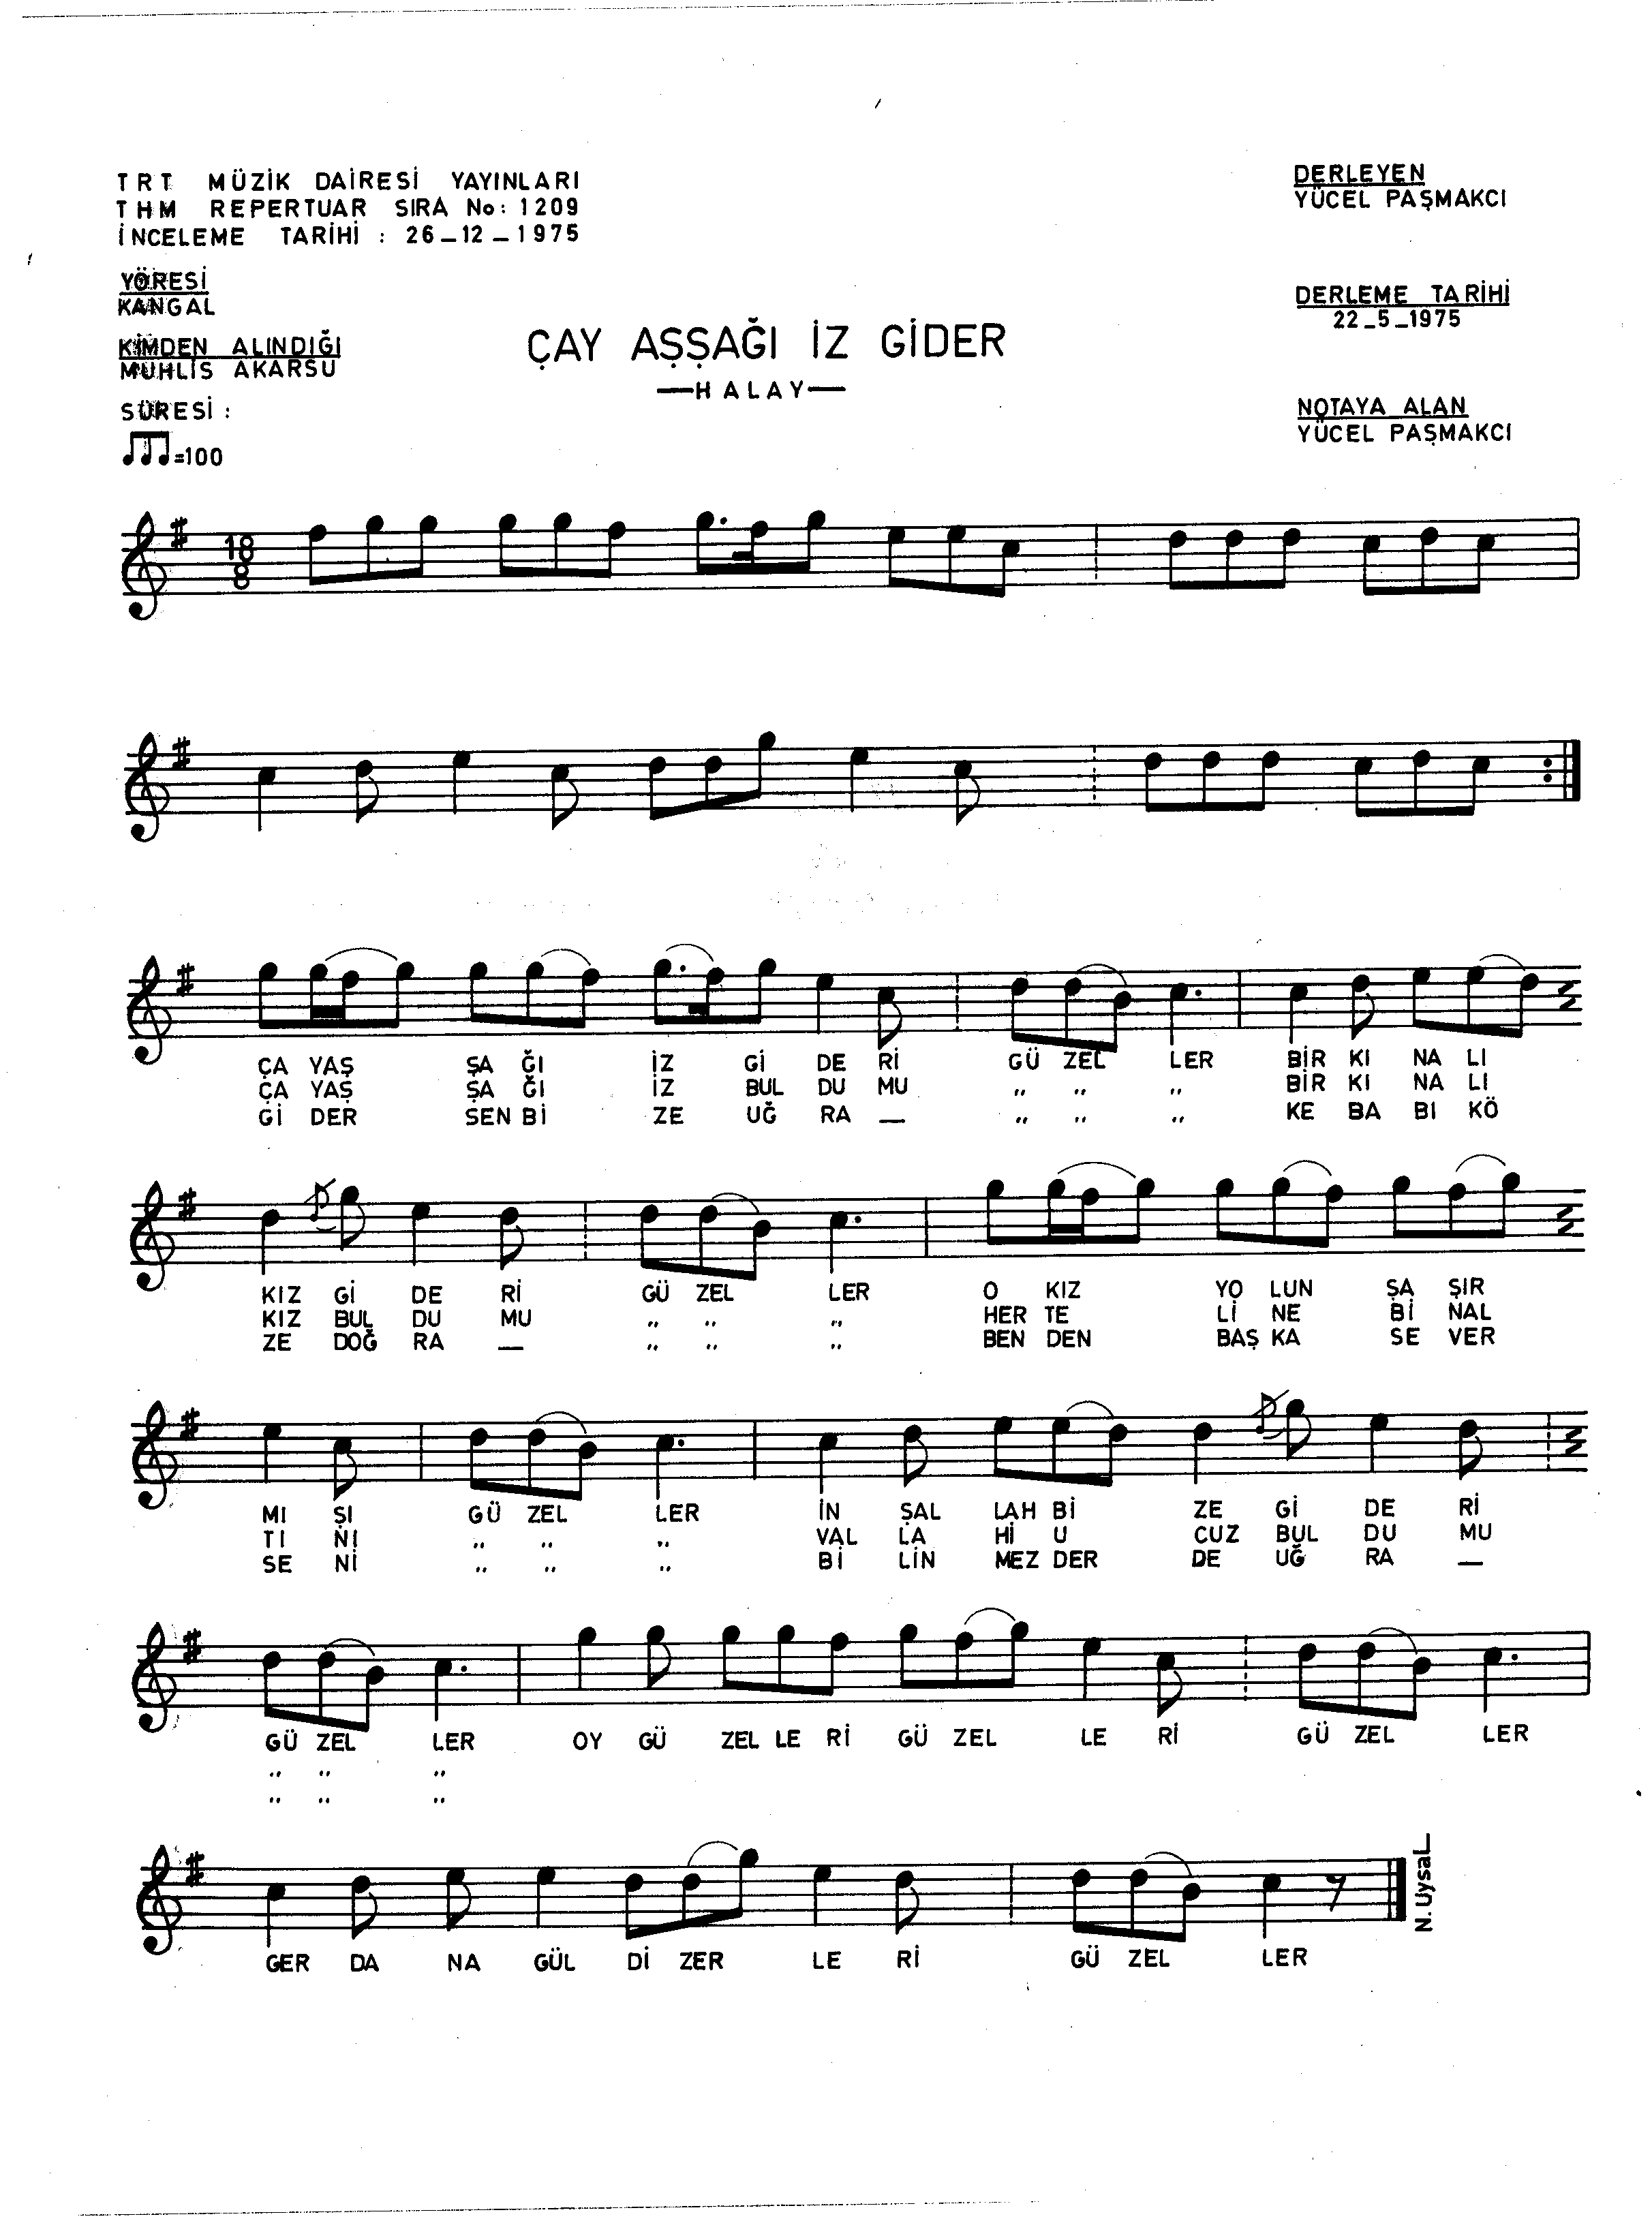 TRT MÜZİK DAİRESİ YAYINLARI
THM REPERTUAR SIRA No: 1209
İNCELEME TARİHİ : 26_12_1975
DERLEYEN
YÜCEL PAŞMAKCI
YÖRESİ
KANGAL
DERLEME TARİHİ
22_5_1975
KİMDEN ALINDIĞI
MUHLİS AKARSU
ÇAY AŞŞAĞI İZ GİDER
—HALAY—
SÜRESİ :
=100
NOTAYA ALAN
YÜCEL PAŞMAKCI
18
8
ÇA YAŞ ŞA ĞI İZ Gİ DE Rİ GÜ ZEL LER BİR KI NA LI
ÇA YAŞ ŞA ĞI İZ BUL DU MU ,, ,, ,, BİR KI NA LI
Gİ DER SEN Bİ ZE UĞ RA — ,, ,, ,, KE BA BI KÖ
KIZ Gİ DE Rİ GÜ ZEL LER O KIZ YO LUN ŞA ŞIR
KIZ BUL DU MU ,, ,, ,, HER TE Lİ NE Bİ NAL
ZE DOĞ RA — ,, ,, ,, BEN DEN BAŞ KA SE VER
MI ŞI GÜ ZEL LER İN ŞAL LAH Bİ ZE Gİ DE Rİ
TI NI ,, ,, ,, VAL LA Hİ U CUZ BUL DU MU
SE Nİ ,, ,, ,, Bİ LİN MEZ DER DE UĞ RA —
GÜ ZEL LER OY GÜ ZEL LE Rİ GÜ ZEL LE Rİ GÜ ZEL LER
,, ,, ,,
,, ,, ,,
GER DA NA GÜL Dİ ZER LE Rİ GÜ ZEL LER
N. Uysal